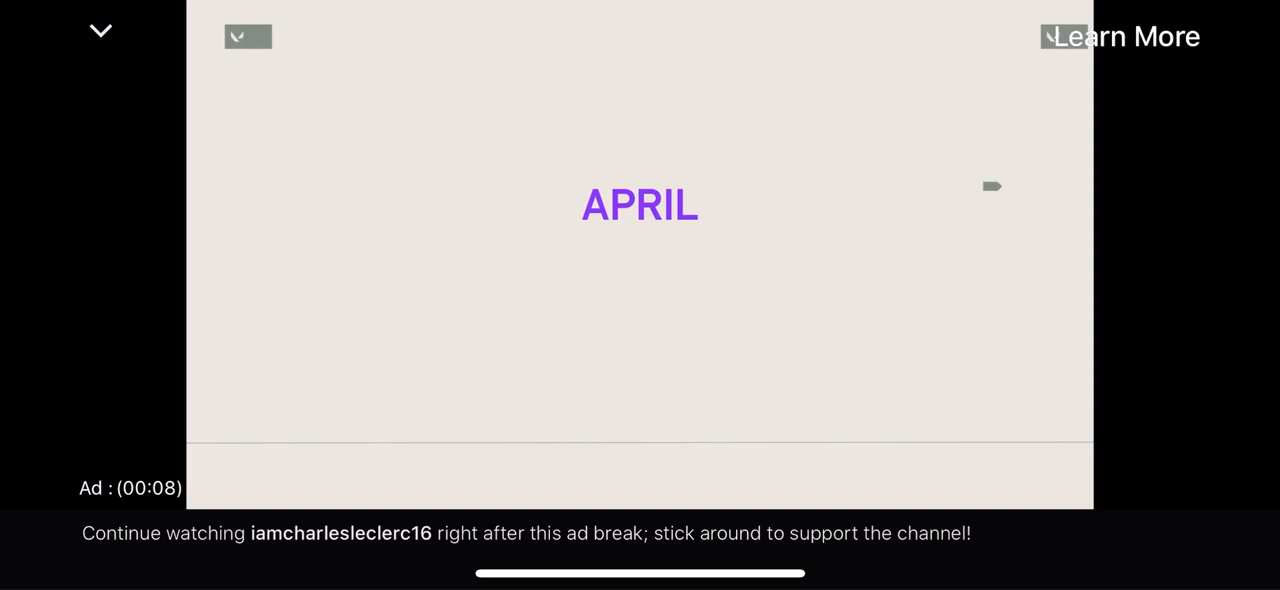 Learn More
APRIL
Ad : (00:08)
Continue watching iamcharlesleclerc16 right after this ad break; stick around to support the channel!